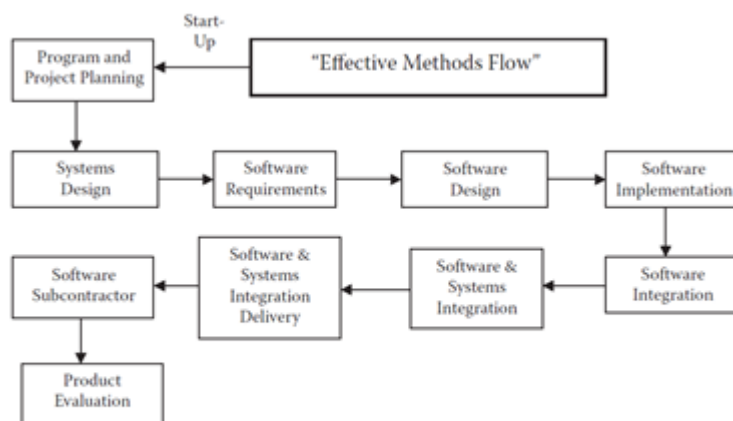 Start-
Up
Program and
Project Planning
“Effective Methods Flow”
Systems
Design
Software
Requirements
Software
Design
Software
Implementation
Software
Subcontractor
Software &
Systems
Integration
Delivery
Software &
Systems
Integration
Software
Integration
Product
Evaluation